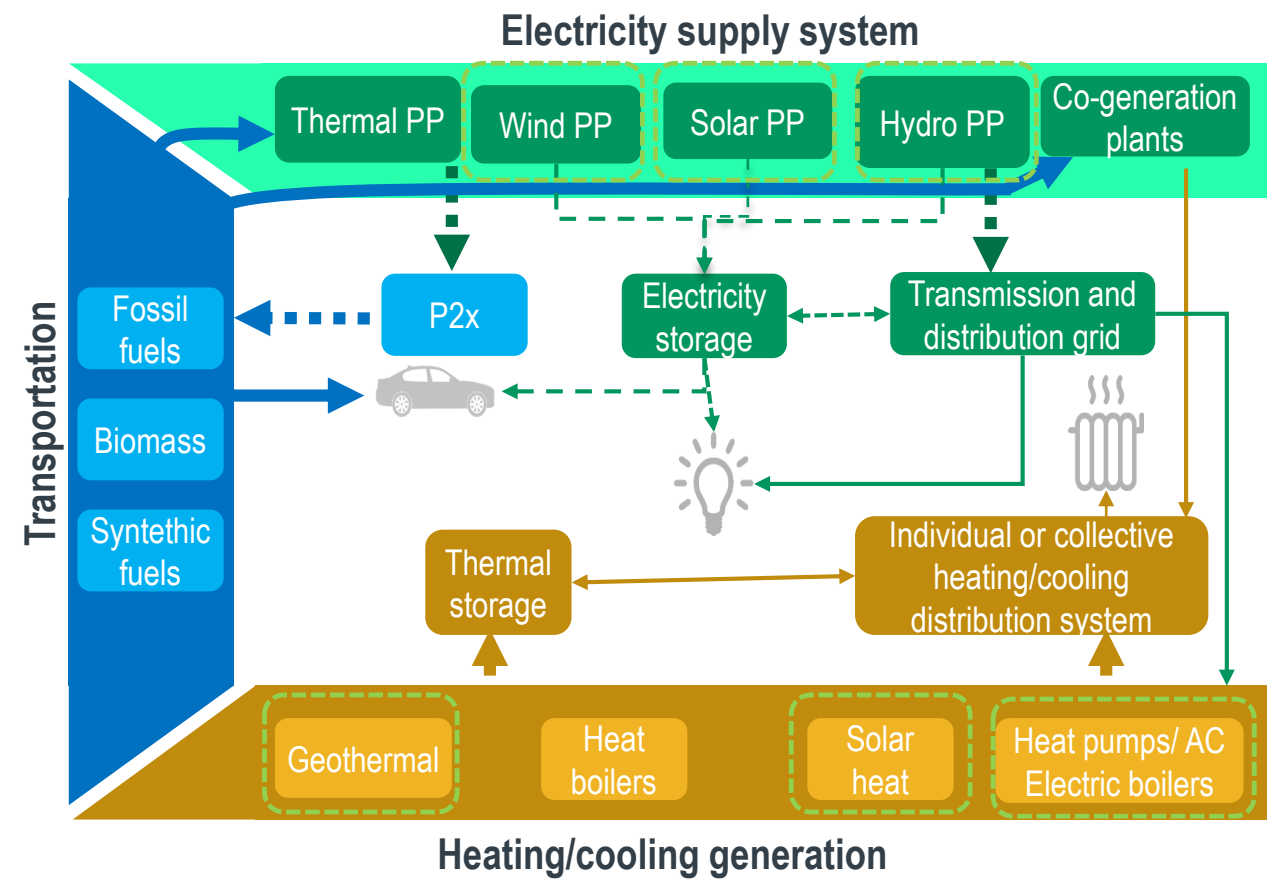 Electricity supply system
Thermal PP
Wind PP
Solar PP
Hydro PP
Co-generation
plants
Transportation
Fossil
fuels
P2x
Electricity
storage
Transmission and
distribution grid
Biomass
Syntethic
fuels
Thermal
storage
Individual or collective
heating/cooling
distribution system
Geothermal
Heat
boilers
Solar
heat
Heat pumps/ AC
Electric boilers
Heating/cooling generation